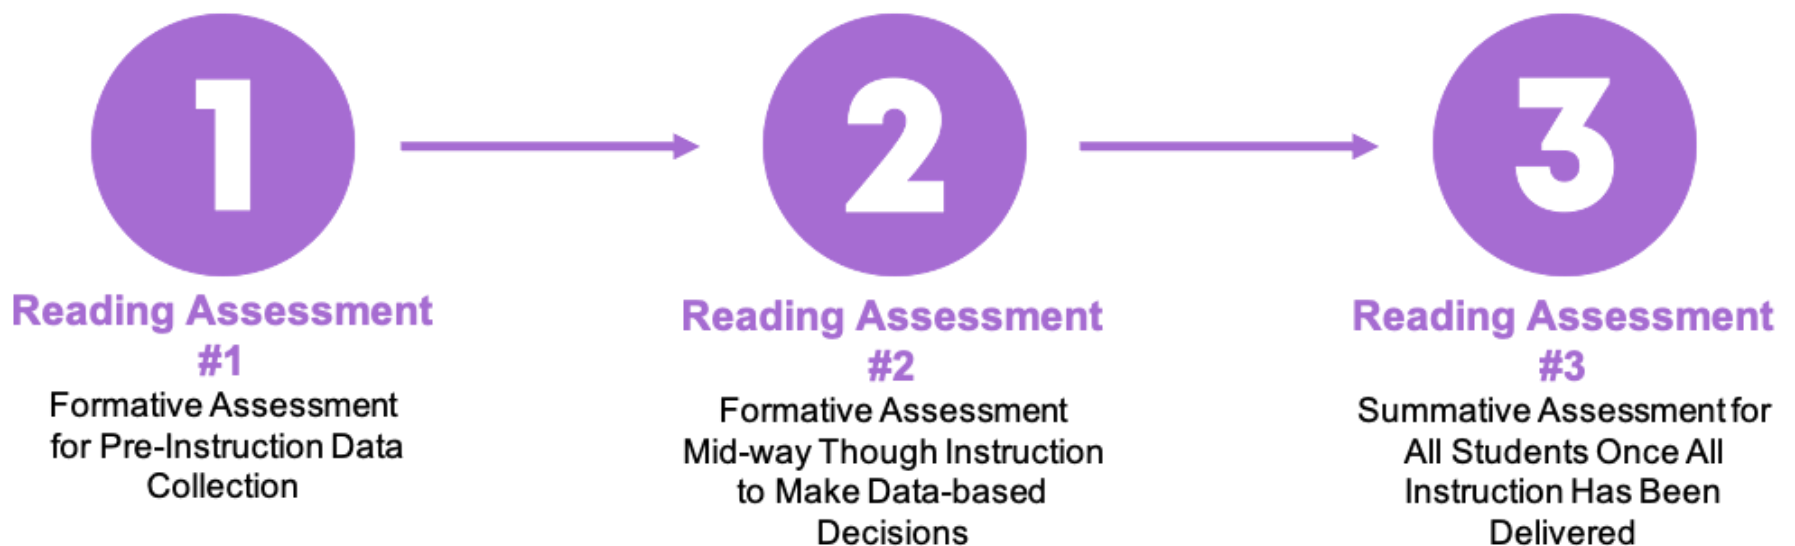 1
Reading Assessment
#1
Formative Assessment
for Pre-Instruction Data
Collection
2
Reading Assessment
#2
Formative Assessment
Mid-way Though Instruction
to Make Data-based
Decisions
3
Reading Assessment
#3
Summative Assessment for
All Students Once All
Instruction Has Been
Delivered